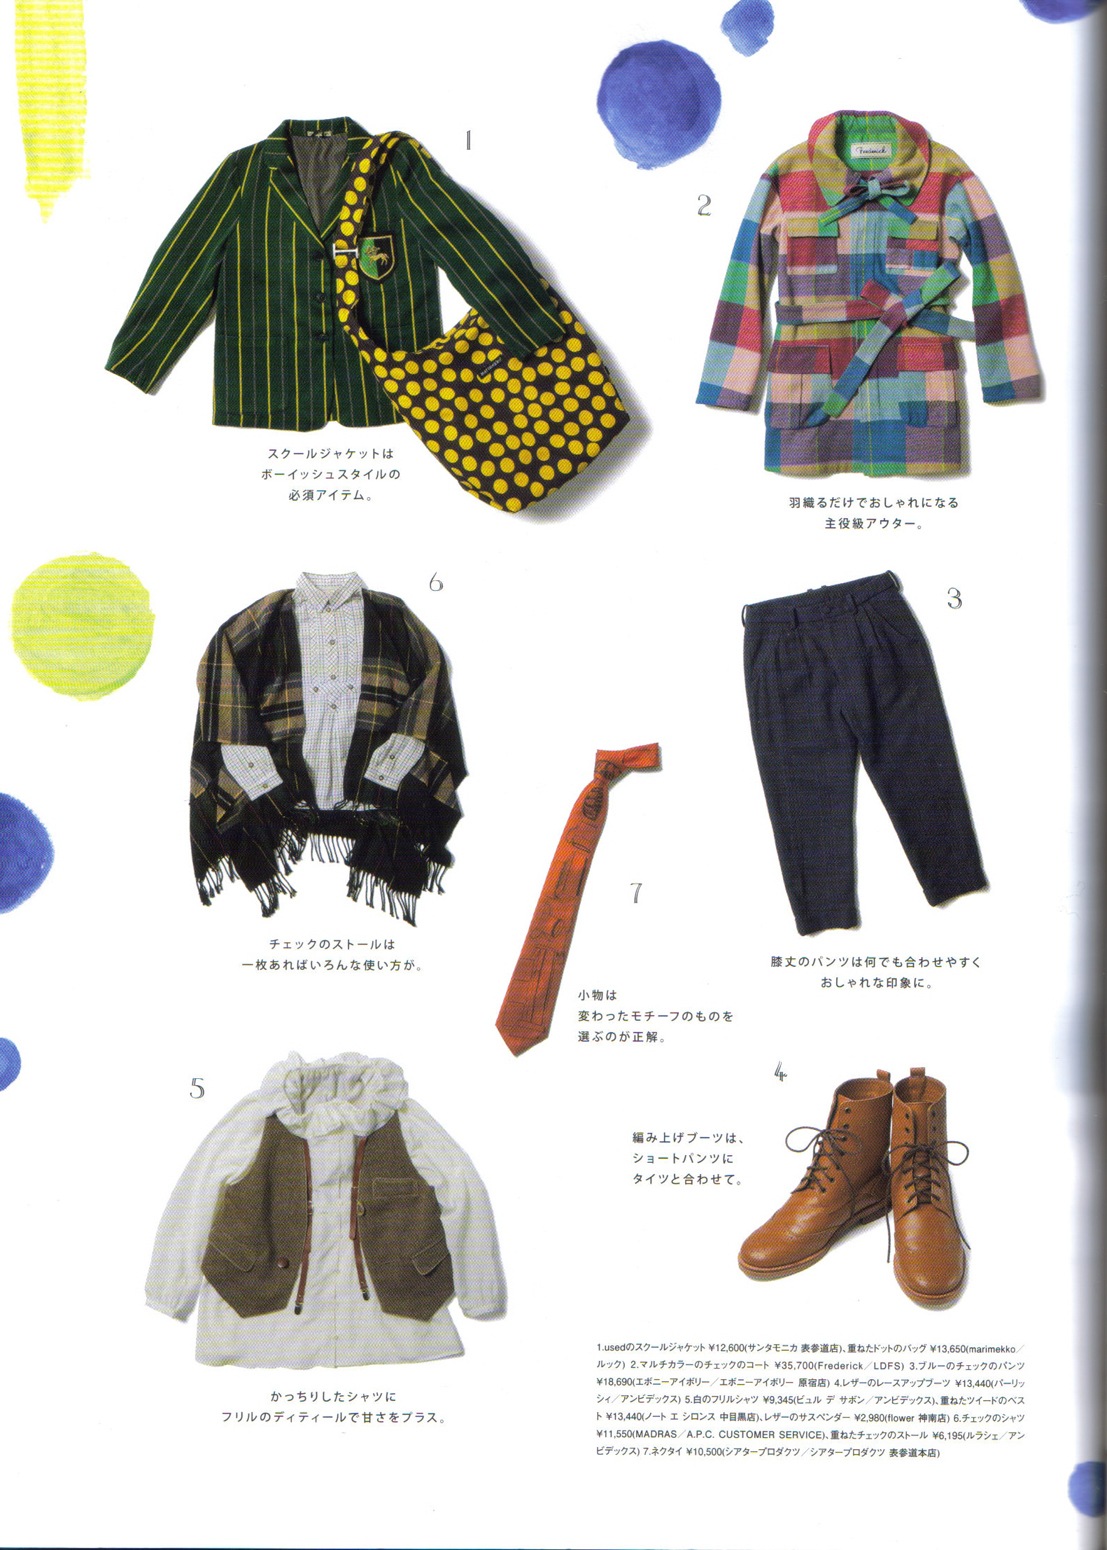 1
スクールジャケットは
ボーイッシュスタイルの
必須アイテム。
2
Frederick
羽織るだけでおしゃれになる
主役級アウター。
6
チェックのストールは
一枚あればいろんな使い方が。
3
膝丈のパンツは何でも合わせやすく
おしゃれな印象に。
7
小物は
変わったモチーフのものを
選ぶのが正解。
5
かっちりしたシャツに
フリルのディティールで甘さをプラス。
4
編み上げブーツは、
ショートパンツに
タイツと合わせて。
1.usedのスクールジャケット ¥12,600(サンタモニカ 表参道店)、重ねたドットのバッグ ¥13,650(marimekko／
ルック) 2.マルチカラーのチェックのコート ¥35,700(Frederick／LDFS) 3.ブルーのチェックのパンツ
¥18,690(エボニーアイボリー／エボニーアイボリー 原宿店) 4.レザーのレースアップブーツ ¥13,440(パーリッ
シィ／アンビデックス) 5.白のフリルシャツ ¥9,345(ビュル デ サボン／アンビデックス)、重ねたツイードのベス
ト ¥13,440(ノート エ シロンス 中目黒店)、レザーのサスペンダー ¥2,980(flower 神南店) 6.チェックのシャツ
¥11,550(MADRAS／A.P.C. CUSTOMER SERVICE)、重ねたチェックのストール ¥6,195(ルラシェ／アン
ビデックス) 7.ネクタイ ¥10,500(シアタープロダクツ／シアタープロダクツ 表参道本店)